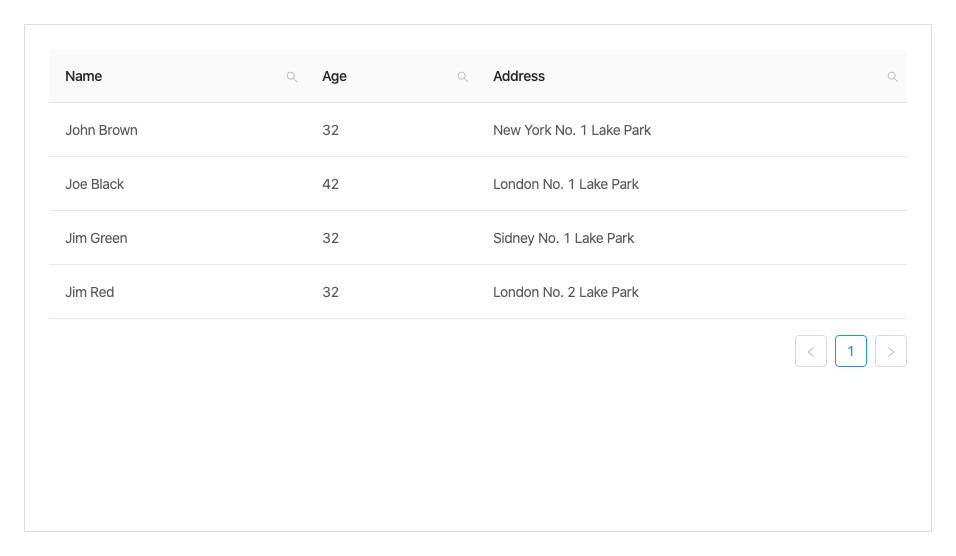 Name Age Address
John Brown 32 New York No. 1 Lake Park
Joe Black 42 London No. 1 Lake Park
Jim Green 32 Sidney No. 1 Lake Park
Jim Red 32 London No. 2 Lake Park
1